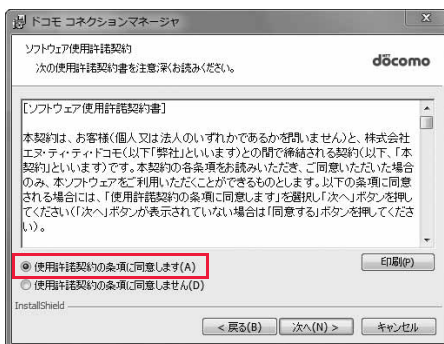 ドコモ コネクションマネージャ
ソフトウェア使用許諾契約
次の使用許諾契約書を注意深くお読みください。
döcomo
[ソフトウェア使用許諾契約書]
本契約は、お客様(個人又は法人のいずれかであるかを問いません)と、株式会社
エヌ・ティ・ティ・ドコモ(以下「弊社」といいます)との間で締結される契約(以下、「本
契約」といいます)です。本契約の各条項をお読みいただき、ご同意いただいた場合
のみ、本ソフトウェアをご利用いただくことができるものとします。以下の条項に同意
される場合には、「使用許諾契約の条項に同意します」を選択し「次へ」ボタンを押し
てください(「次へ」ボタンが表示されていない場合は「同意する」ボタンを押してくださ
い)。
使用許諾契約の条項に同意します(A)
印刷(P)
使用許諾契約の条項に同意しません(D)
InstallShield
< 戻る(B)
次へ(N) >
キャンセル